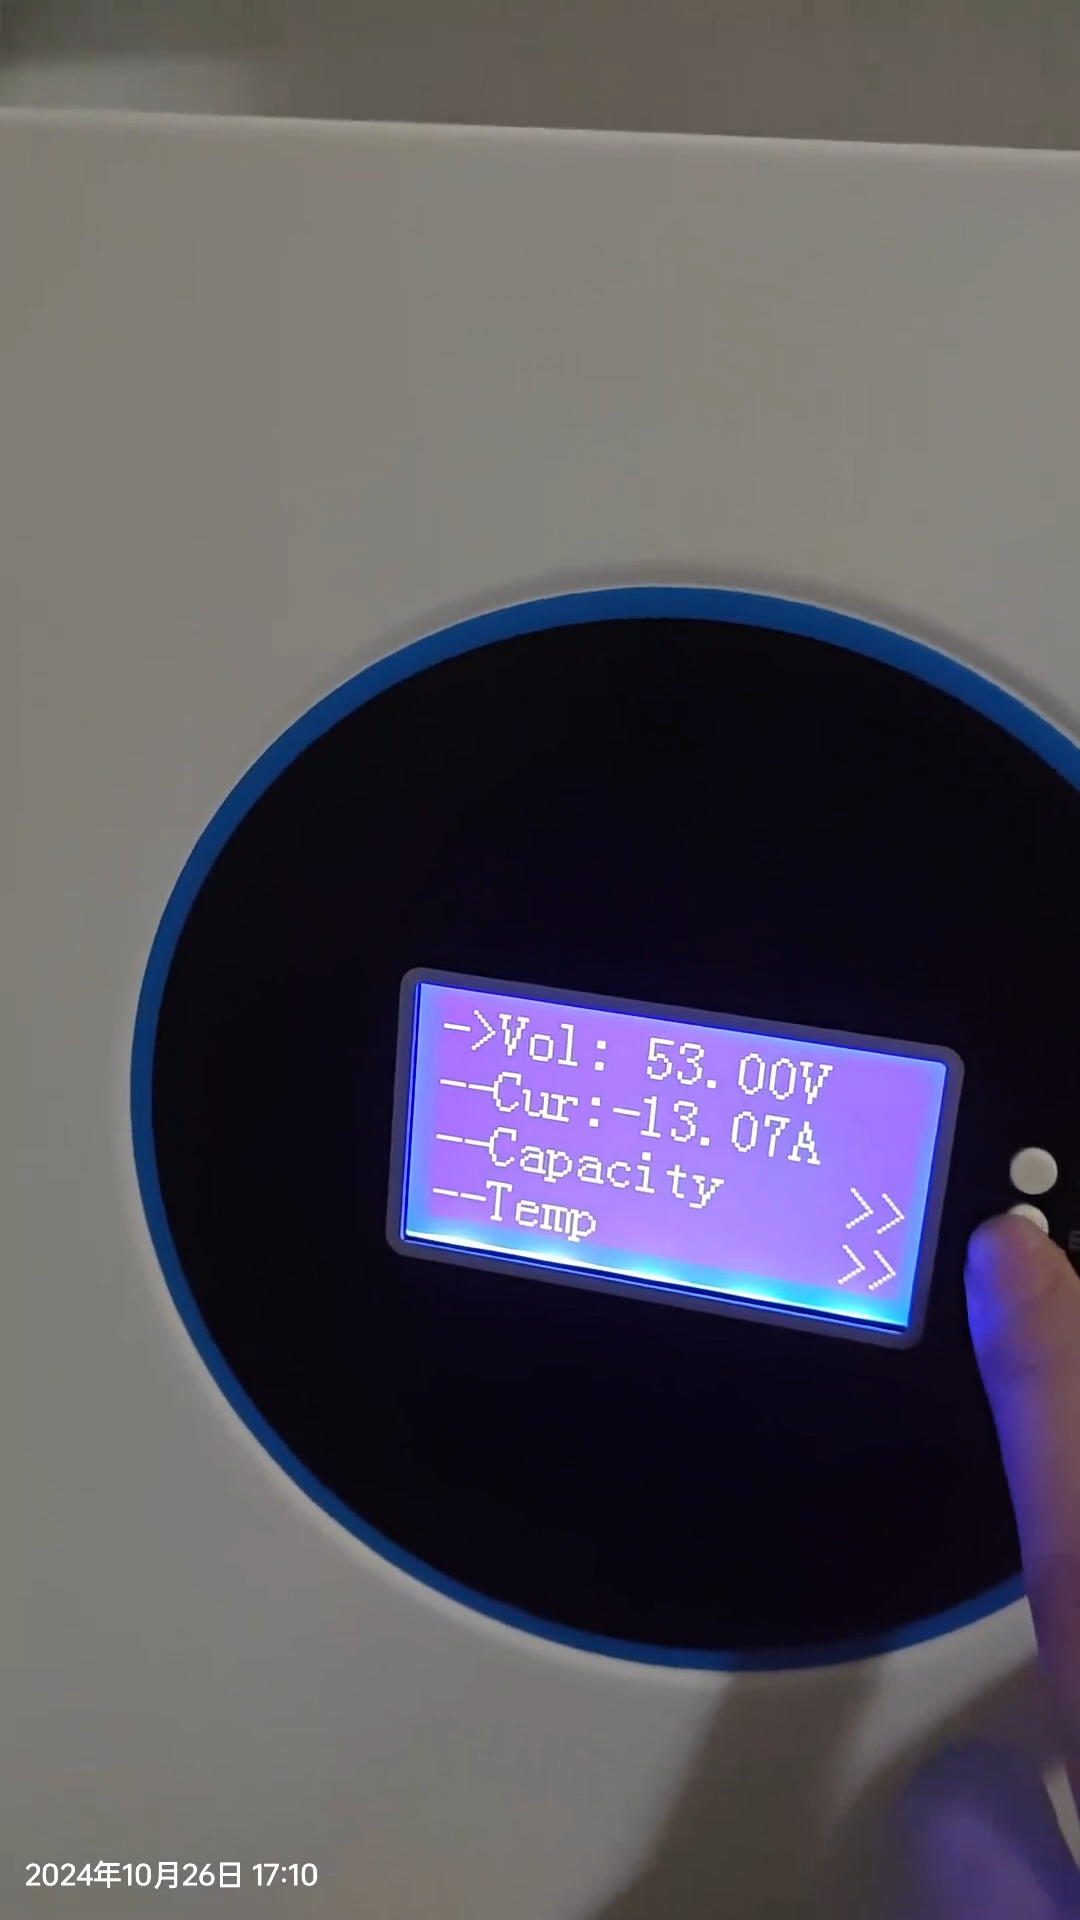 ->Vol: 53.00V
--Cur:-13.07A
--Capacity >>
--Temp >>
2024年10月26日 17:10